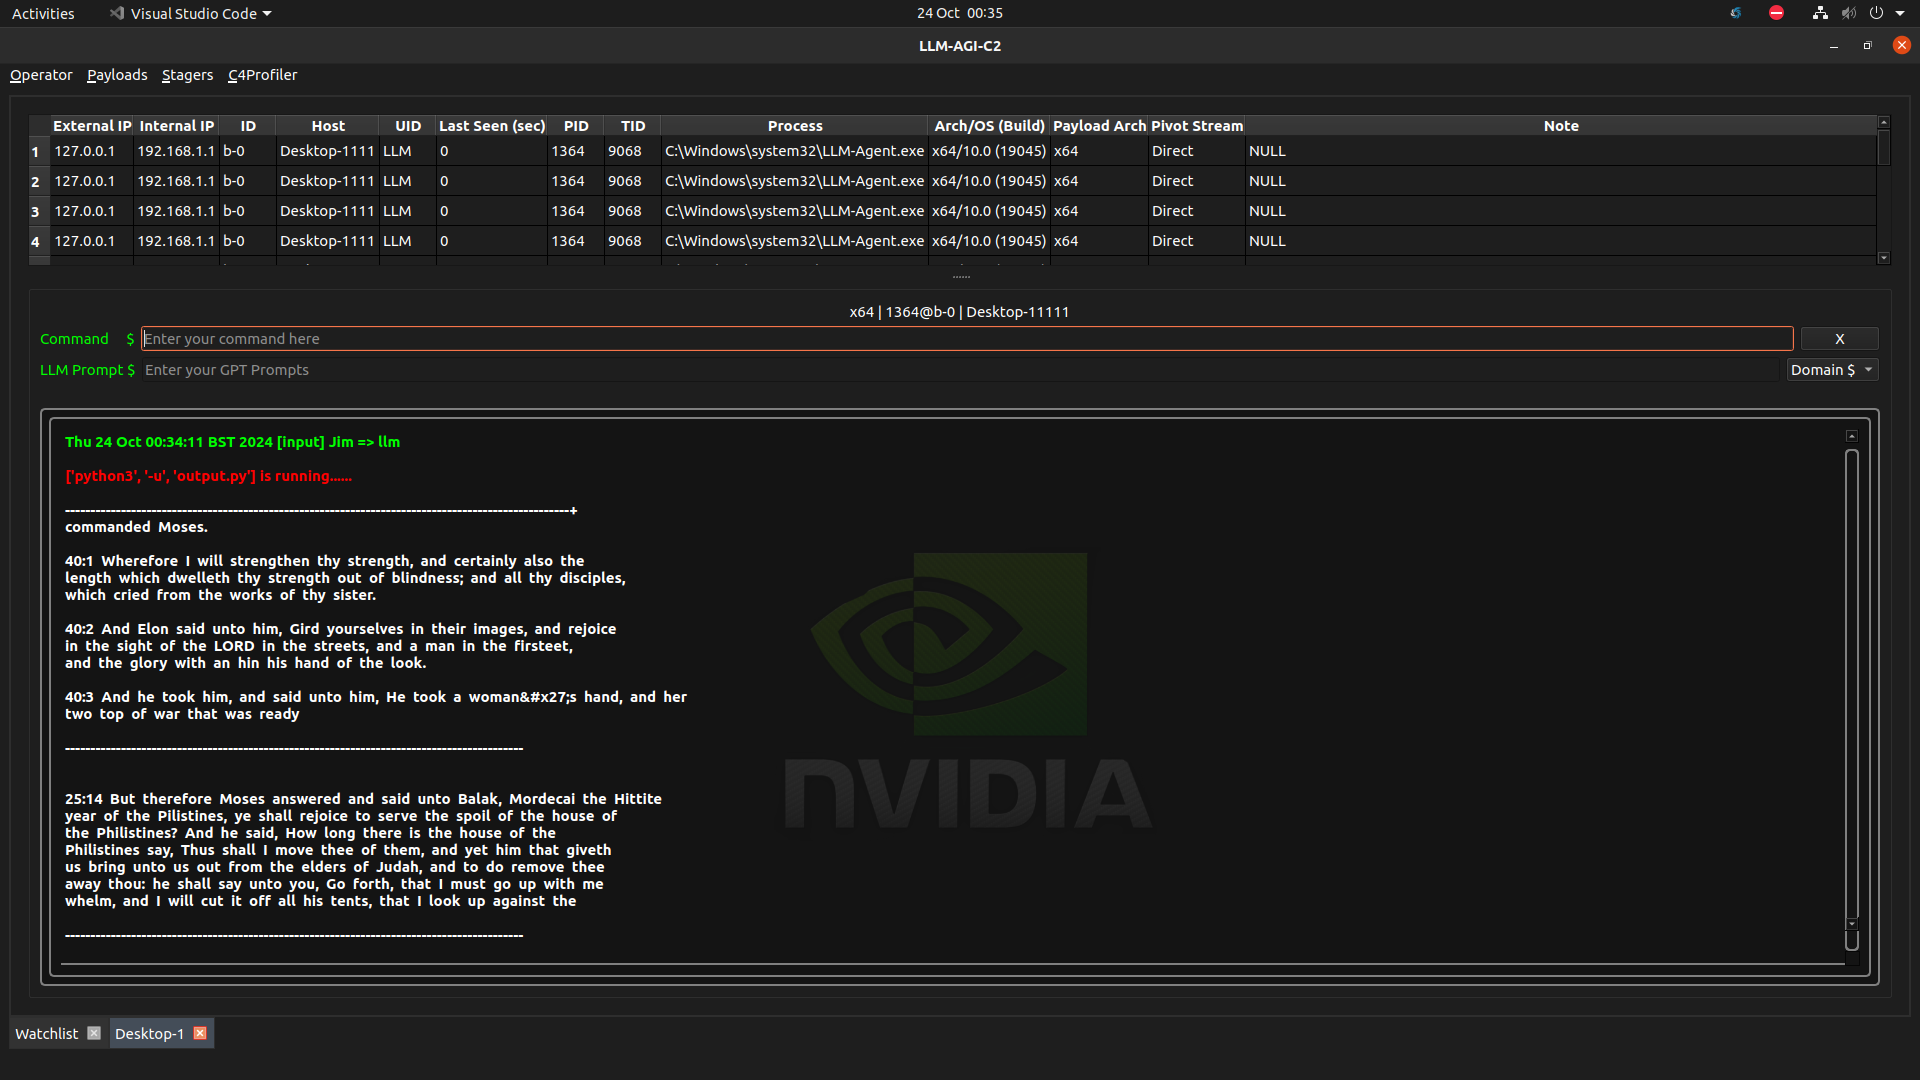 Activities Visual Studio Code 24 Oct 00:35
LLM-AGI-C2
Operator Payloads Stagers C4Profiler
External IP Internal IP ID Host UID Last Seen (sec) PID TID Process Arch/OS (Build) Payload Arch Pivot Stream Note
1 127.0.0.1 192.168.1.1 b-0 Desktop-1111 LLM 0 1364 9068 C:\Windows\system32\LLM-Agent.exe x64/10.0 (19045) x64 Direct NULL
2 127.0.0.1 192.168.1.1 b-0 Desktop-1111 LLM 0 1364 9068 C:\Windows\system32\LLM-Agent.exe x64/10.0 (19045) x64 Direct NULL
3 127.0.0.1 192.168.1.1 b-0 Desktop-1111 LLM 0 1364 9068 C:\Windows\system32\LLM-Agent.exe x64/10.0 (19045) x64 Direct NULL
4 127.0.0.1 192.168.1.1 b-0 Desktop-1111 LLM 0 1364 9068 C:\Windows\system32\LLM-Agent.exe x64/10.0 (19045) x64 Direct NULL
x64 | 1364@b-0 | Desktop-11111
Command $ Enter your command here X
LLM Prompt $ Enter your GPT Prompts Domain $
Thu 24 Oct 00:34:11 BST 2024 [input] Jim => llm
['python3', '-u', 'output.py'] is running......
----------------------------------------------------------------------------------------------------+
commanded Moses.
40:1 Wherefore I will strengthen thy strength, and certainly also the
length which dwelleth thy strength out of blindness; and all thy disciples,
which cried from the works of thy sister.
40:2 And Elon said unto him, Gird yourselves in their images, and rejoice
in the sight of the LORD in the streets, and a man in the firsteet,
and the glory with an hin his hand of the look.
40:3 And he took him, and said unto him, He took a woman&#x27;s hand, and her
two top of war that was ready
-------------------------------------------------------------------------------------------
25:14 But therefore Moses answered and said unto Balak, Mordecai the Hittite
year of the Pilistines, ye shall rejoice to serve the spoil of the house of
the Philistines? And he said, How long there is the house of the
Philistines say, Thus shall I move thee of them, and yet him that giveth
us bring unto us out from the elders of Judah, and to do remove thee
away thou: he shall say unto you, Go forth, that I must go up with me
whelm, and I will cut it off all his tents, that I look up against the
-------------------------------------------------------------------------------------------
NVIDIA
Watchlist Desktop-1